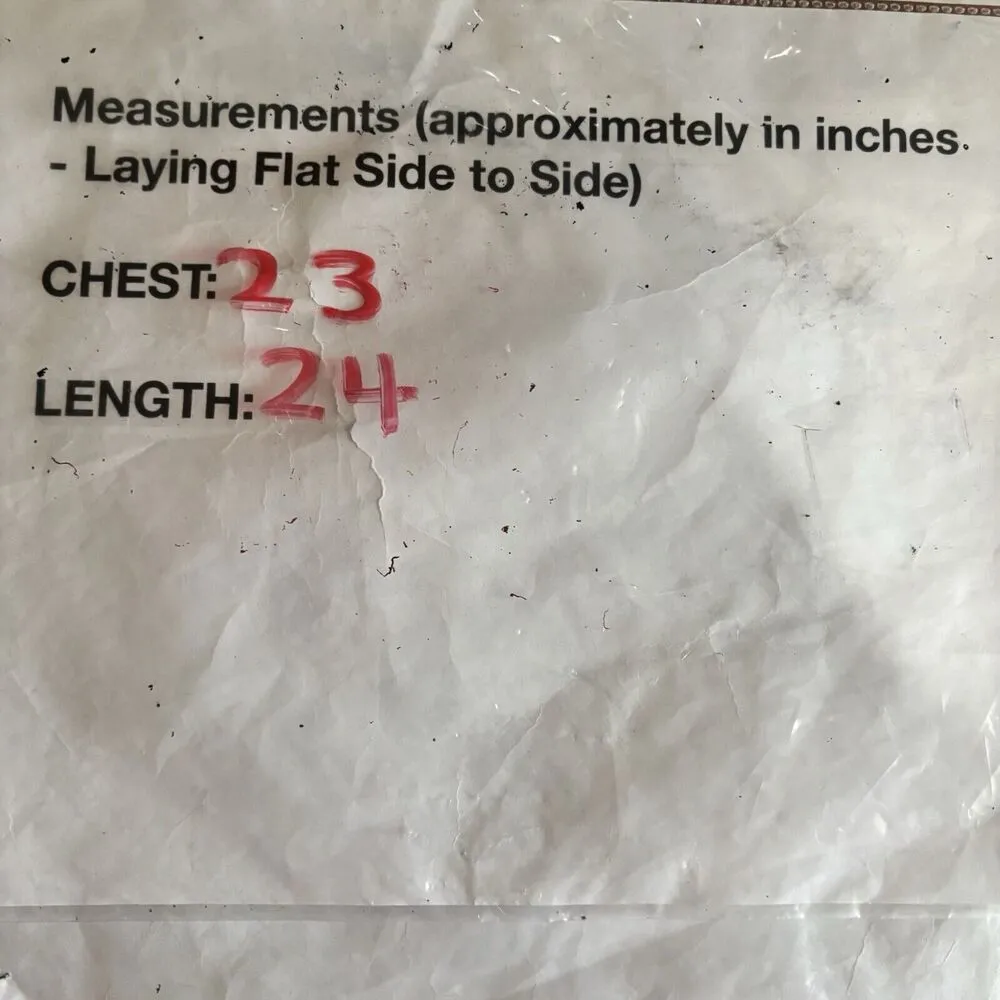 Measurements (approximately in inches.
- Laying Flat Side to Side)
CHEST: 23
LENGTH: 24